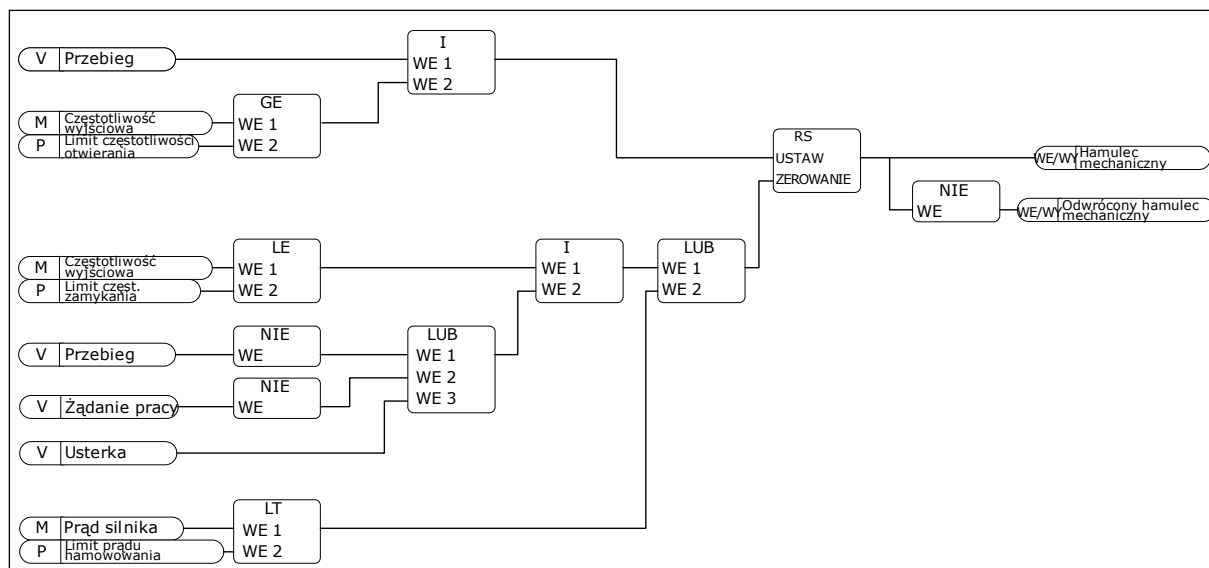 I
V Przebieg
WE 1
WE 2
GE
M Częstotliwość
wyjściowa
WE 1
P Limit częstotliwości
otwierania
WE 2
RS
USTAW
ZEROWANIE
WE/WY Hamulec
mechaniczny
NIE
WE
WE/WY Odwrócony hamulec
mechaniczny
LE
M Częstotliwość
wyjściowa
WE 1
P Limit częst.
zamykania
WE 2
I
WE 1
WE 2
LUB
WE 1
WE 2
NIE
V Przebieg
WE
LUB
WE 1
WE 2
WE 3
NIE
V Żądanie pracy
WE
V Usterka
LT
M Prąd silnika
WE 1
P Limit prądu
hamowowania
WE 2